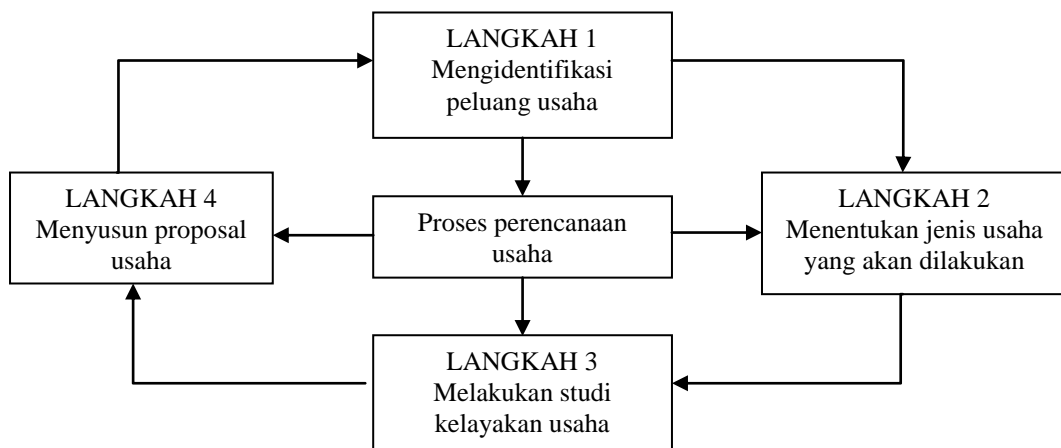 LANGKAH 1
Mengidentifikasi
peluang usaha
LANGKAH 4
Menyusun proposal
usaha
Proses perencanaan
usaha
LANGKAH 2
Menentukan jenis usaha
yang akan dilakukan
LANGKAH 3
Melakukan studi
kelayakan usaha